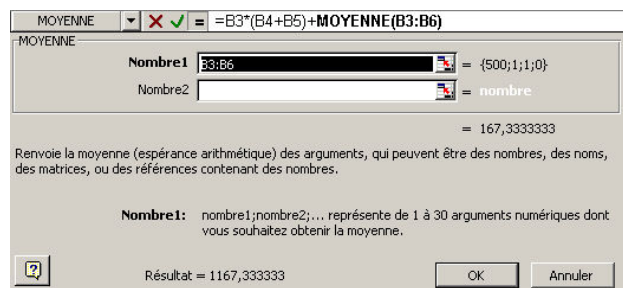 MOYENNE = =B3*(B4+B5)+MOYENNE(B3:B6)
MOYENNE
Nombre1 B3:B6 = {500;1;1;0}
Nombre2 = nombre
= 167,3333333
Renvoie la moyenne (espérance arithmétique) des arguments, qui peuvent être des nombres, des noms,
des matrices, ou des références contenant des nombres.
Nombre1: nombre1;nombre2;... représente de 1 à 30 arguments numériques dont
vous souhaitez obtenir la moyenne.
? Résultat = 1167,333333 OK Annuler